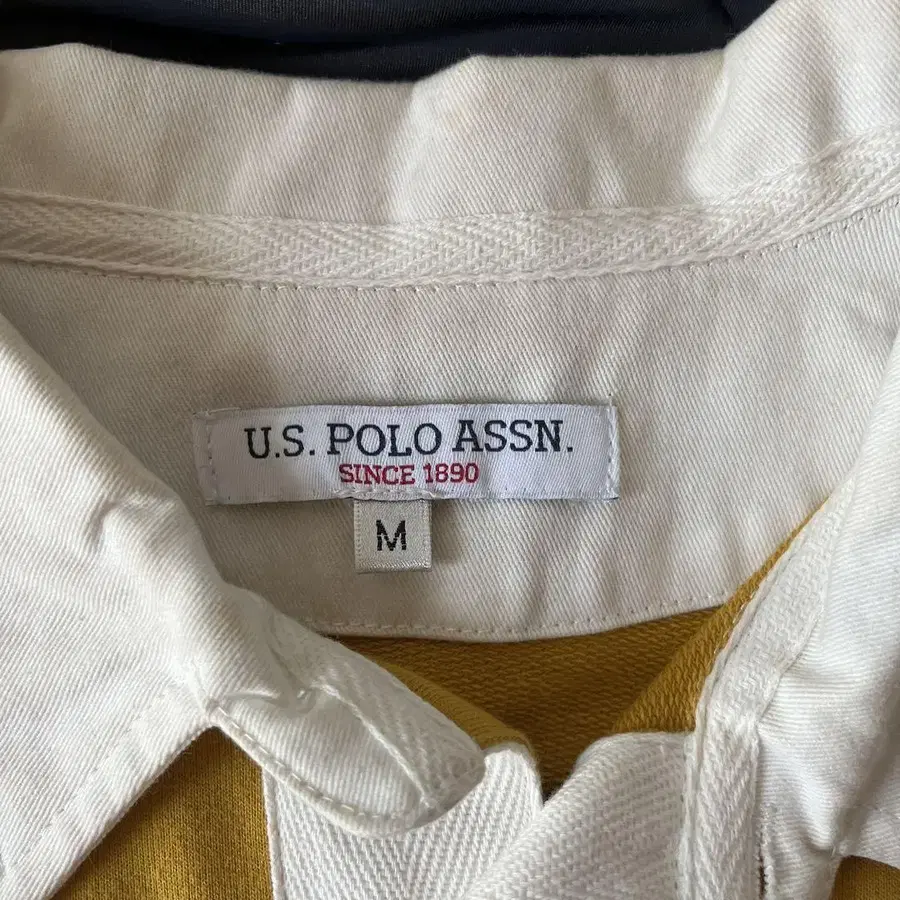 U.S. POLO ASSN.
SINCE 1890
M